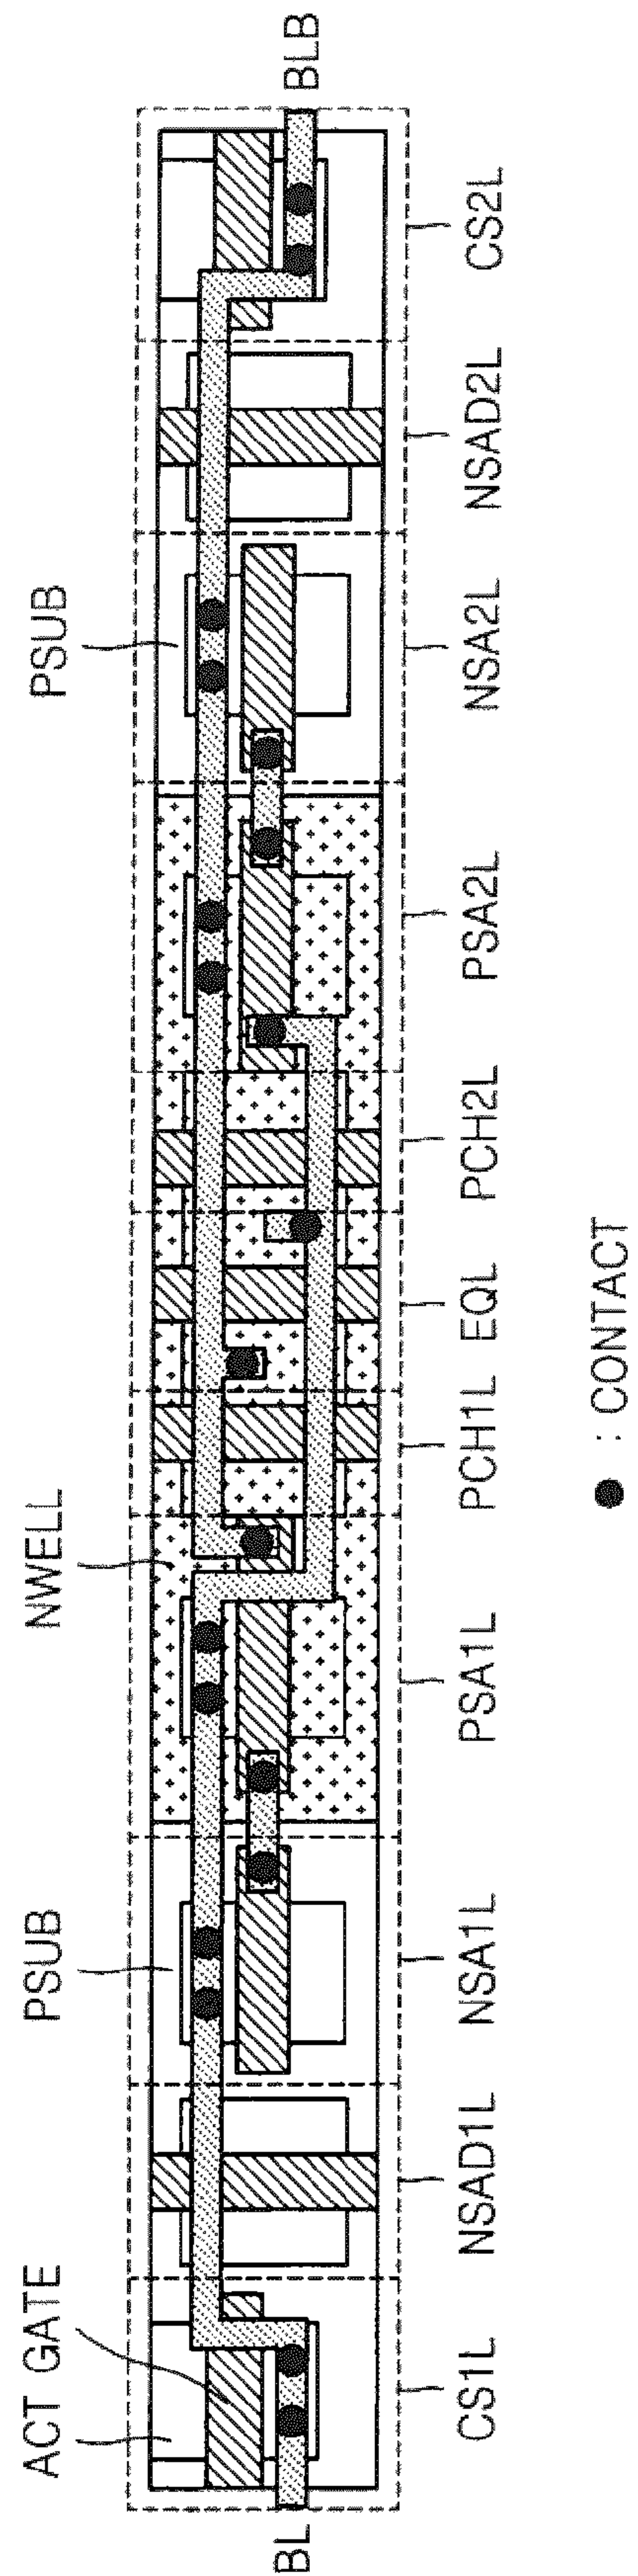 ACT GATE
PSUB
NWELL
PSUB
BL
BLB
CS1L
NSAD1L
NSA1L
PSA1L
PCH1L
EQL
PCH2L
PSA2L
NSA2L
NSAD2L
CS2L
: CONTACT